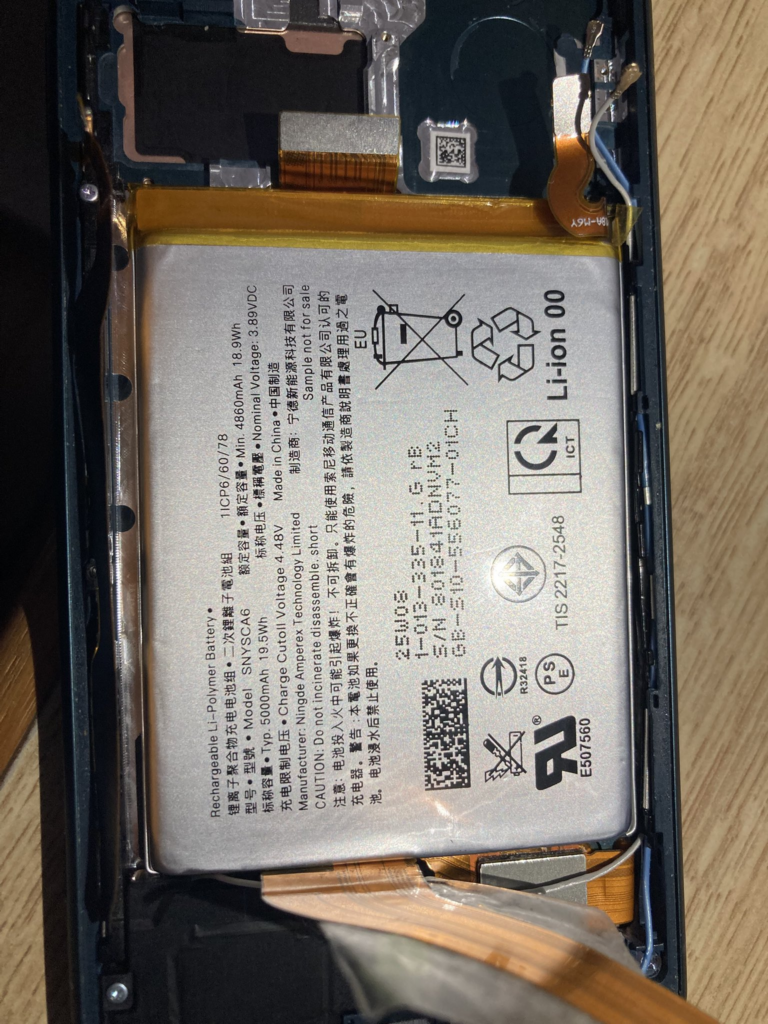 Rechargeable Li-Polymer Battery •
锂离子聚合物充电电池组 • 二次鋰離子電池組 1ICP6/60/78
型号 • 型號 • Model SNYSCA6 额定容量 • 額定容量 • Min. 4860mAh 18.9Wh
标称容量 • Typ. 5000mAh 19.5Wh 标称电压 • 標稱電壓 • Nominal Voltage: 3.89VDC
充电限制电压 • Charge Cutoll Voltage 4.48V Made in China • 中国制造
Manufacturer: Ningde Amperex Technology Limited 制造商: 宁德新能源科技有限公司
CAUTION: Do not incinerate disassemble. short Sample not for sale
注意: 电池投入火中可能引起爆炸! 不可拆卸。只能使用索尼移动通信产品有限公司认可的
充电器。警告: 本電池如果更換不正確會有爆炸的危險, 請依製造商說明書處理用過之電
池。电池浸水后禁止使用。
EU
25W08
1-013-335-11.G rE
S/N 801841ADNVM2
GB-S10-556077-01CH
R32418
PS
E
E507560
TIS 2217-2548
ICT
Li-ion 00